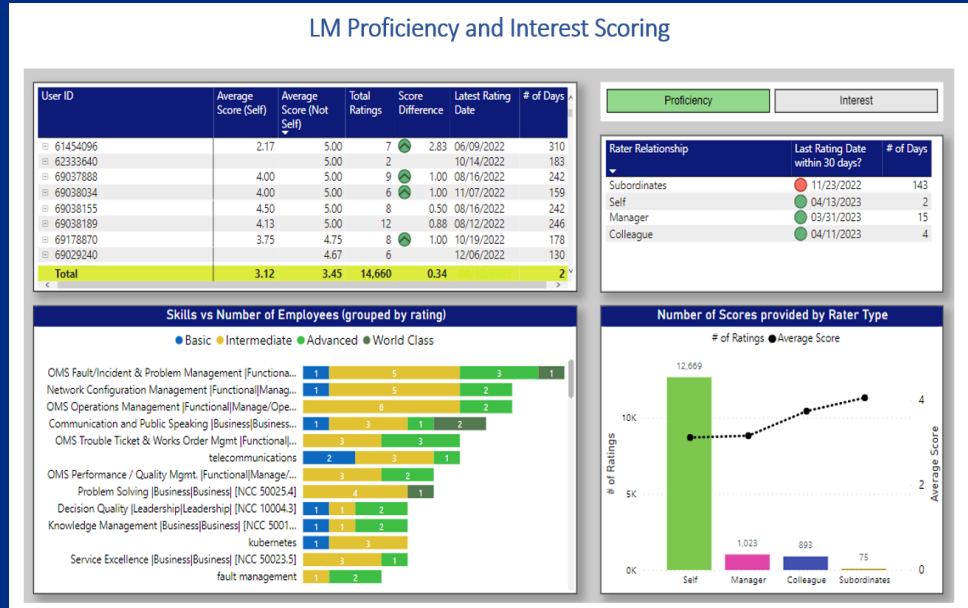 LM Proficiency and Interest Scoring
User ID Average Score (Self) Average Score (Not Self) Total Ratings Score Difference Latest Rating Date # of Days
61454096 2.17 5.00 7 2.83 06/09/2022 310
62333640 5.00 2 10/14/2022 183
69037888 4.00 5.00 9 1.00 08/16/2022 242
69038034 4.00 5.00 6 1.00 11/07/2022 159
69038155 4.50 5.00 8 0.50 08/16/2022 242
69038189 4.13 5.00 12 0.88 08/12/2022 246
69178870 3.75 4.75 8 1.00 10/19/2022 178
69029240 4.67 6 12/06/2022 130
Total 3.12 3.45 14,660 0.34 2
Proficiency Interest
Rater Relationship Last Rating Date within 30 days? # of Days
Subordinates 11/23/2022 143
Self 04/13/2023 2
Manager 03/31/2023 15
Colleague 04/11/2023 4
Skills vs Number of Employees (grouped by rating)
Basic Intermediate Advanced World Class
OMS Fault/Incident & Problem Management |Functiona... 1 5 3 1
Network Configuration Management |Functional|Manag... 1 5 2
OMS Operations Management |Functional|Manage/Ope... 6 2
Communication and Public Speaking |Business|Business... 1 3 1 2
OMS Trouble Ticket & Works Order Mgmt |Functional|... 3 3
telecommunications 2 3 1
OMS Performance / Quality Mgmt. |Functional|Manage/... 3 2
Problem Solving |Business|Business| [NCC 50025.4] 4 1
Decision Quality |Leadership|Leadership| [NCC 10004.3] 1 1 2
Knowledge Management |Business|Business| [NCC 5001... 1 1 2
kubernetes 1 3
Service Excellence |Business|Business| [NCC 50023.5] 3 1
fault management 1 2
Number of Scores provided by Rater Type
# of Ratings Average Score
12,669
10K
5K
0K
# of Ratings
1,023
893
75
4
2
0
Average Score
Self Manager Colleague Subordinates